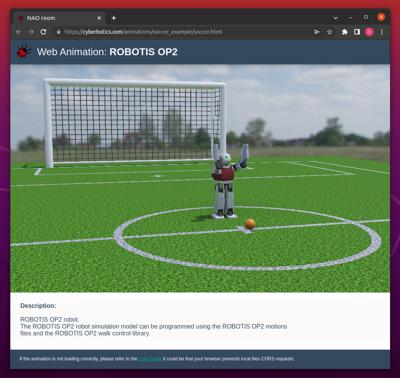 NAO room
https://cyberbotics.com/animations/soccer_example/soccer.html
Web Animation: ROBOTIS OP2
Description:
ROBOTIS OP2 robot.
The ROBOTIS OP2 robot simulation model can be programmed using the ROBOTIS OP2 motions
files and the ROBOTIS OP2 walk control library.
If the animation is not loading correctly, please refer to the User Guide it could be that your browser prevents local files CORS requests.